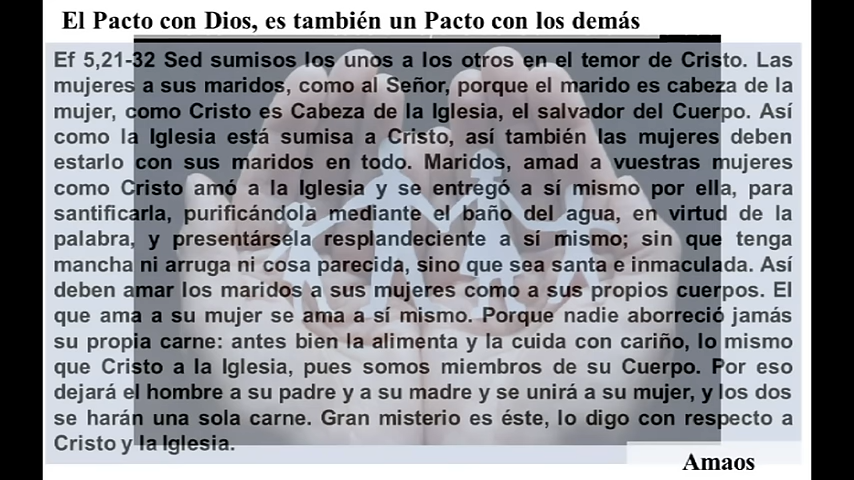 El Pacto con Dios, es también un Pacto con los demás
Ef 5,21-32 Sed sumisos los unos a los otros en el temor de Cristo. Las
mujeres a sus maridos, como al Señor, porque el marido es cabeza de la
mujer, como Cristo es Cabeza de la Iglesia, el salvador del Cuerpo. Así
como la Iglesia está sumisa a Cristo, así también las mujeres deben
estarlo con sus maridos en todo. Maridos, amad a vuestras mujeres
como Cristo amó a la Iglesia y se entregó a sí mismo por ella, para
santificarla, purificándola mediante el baño del agua, en virtud de la
palabra, y presentársela resplandeciente a sí mismo; sin que tenga
mancha ni arruga ni cosa parecida, sino que sea santa e inmaculada. Así
deben amar los maridos a sus mujeres como a sus propios cuerpos. El
que ama a su mujer se ama a sí mismo. Porque nadie aborreció jamás
su propia carne: antes bien la alimenta y la cuida con cariño, lo mismo
que Cristo a la Iglesia, pues somos miembros de su Cuerpo. Por eso
dejará el hombre a su padre y a su madre y se unirá a su mujer, y los dos
se harán una sola carne. Gran misterio es éste, lo digo con respecto a
Cristo y la Iglesia.
Amaos